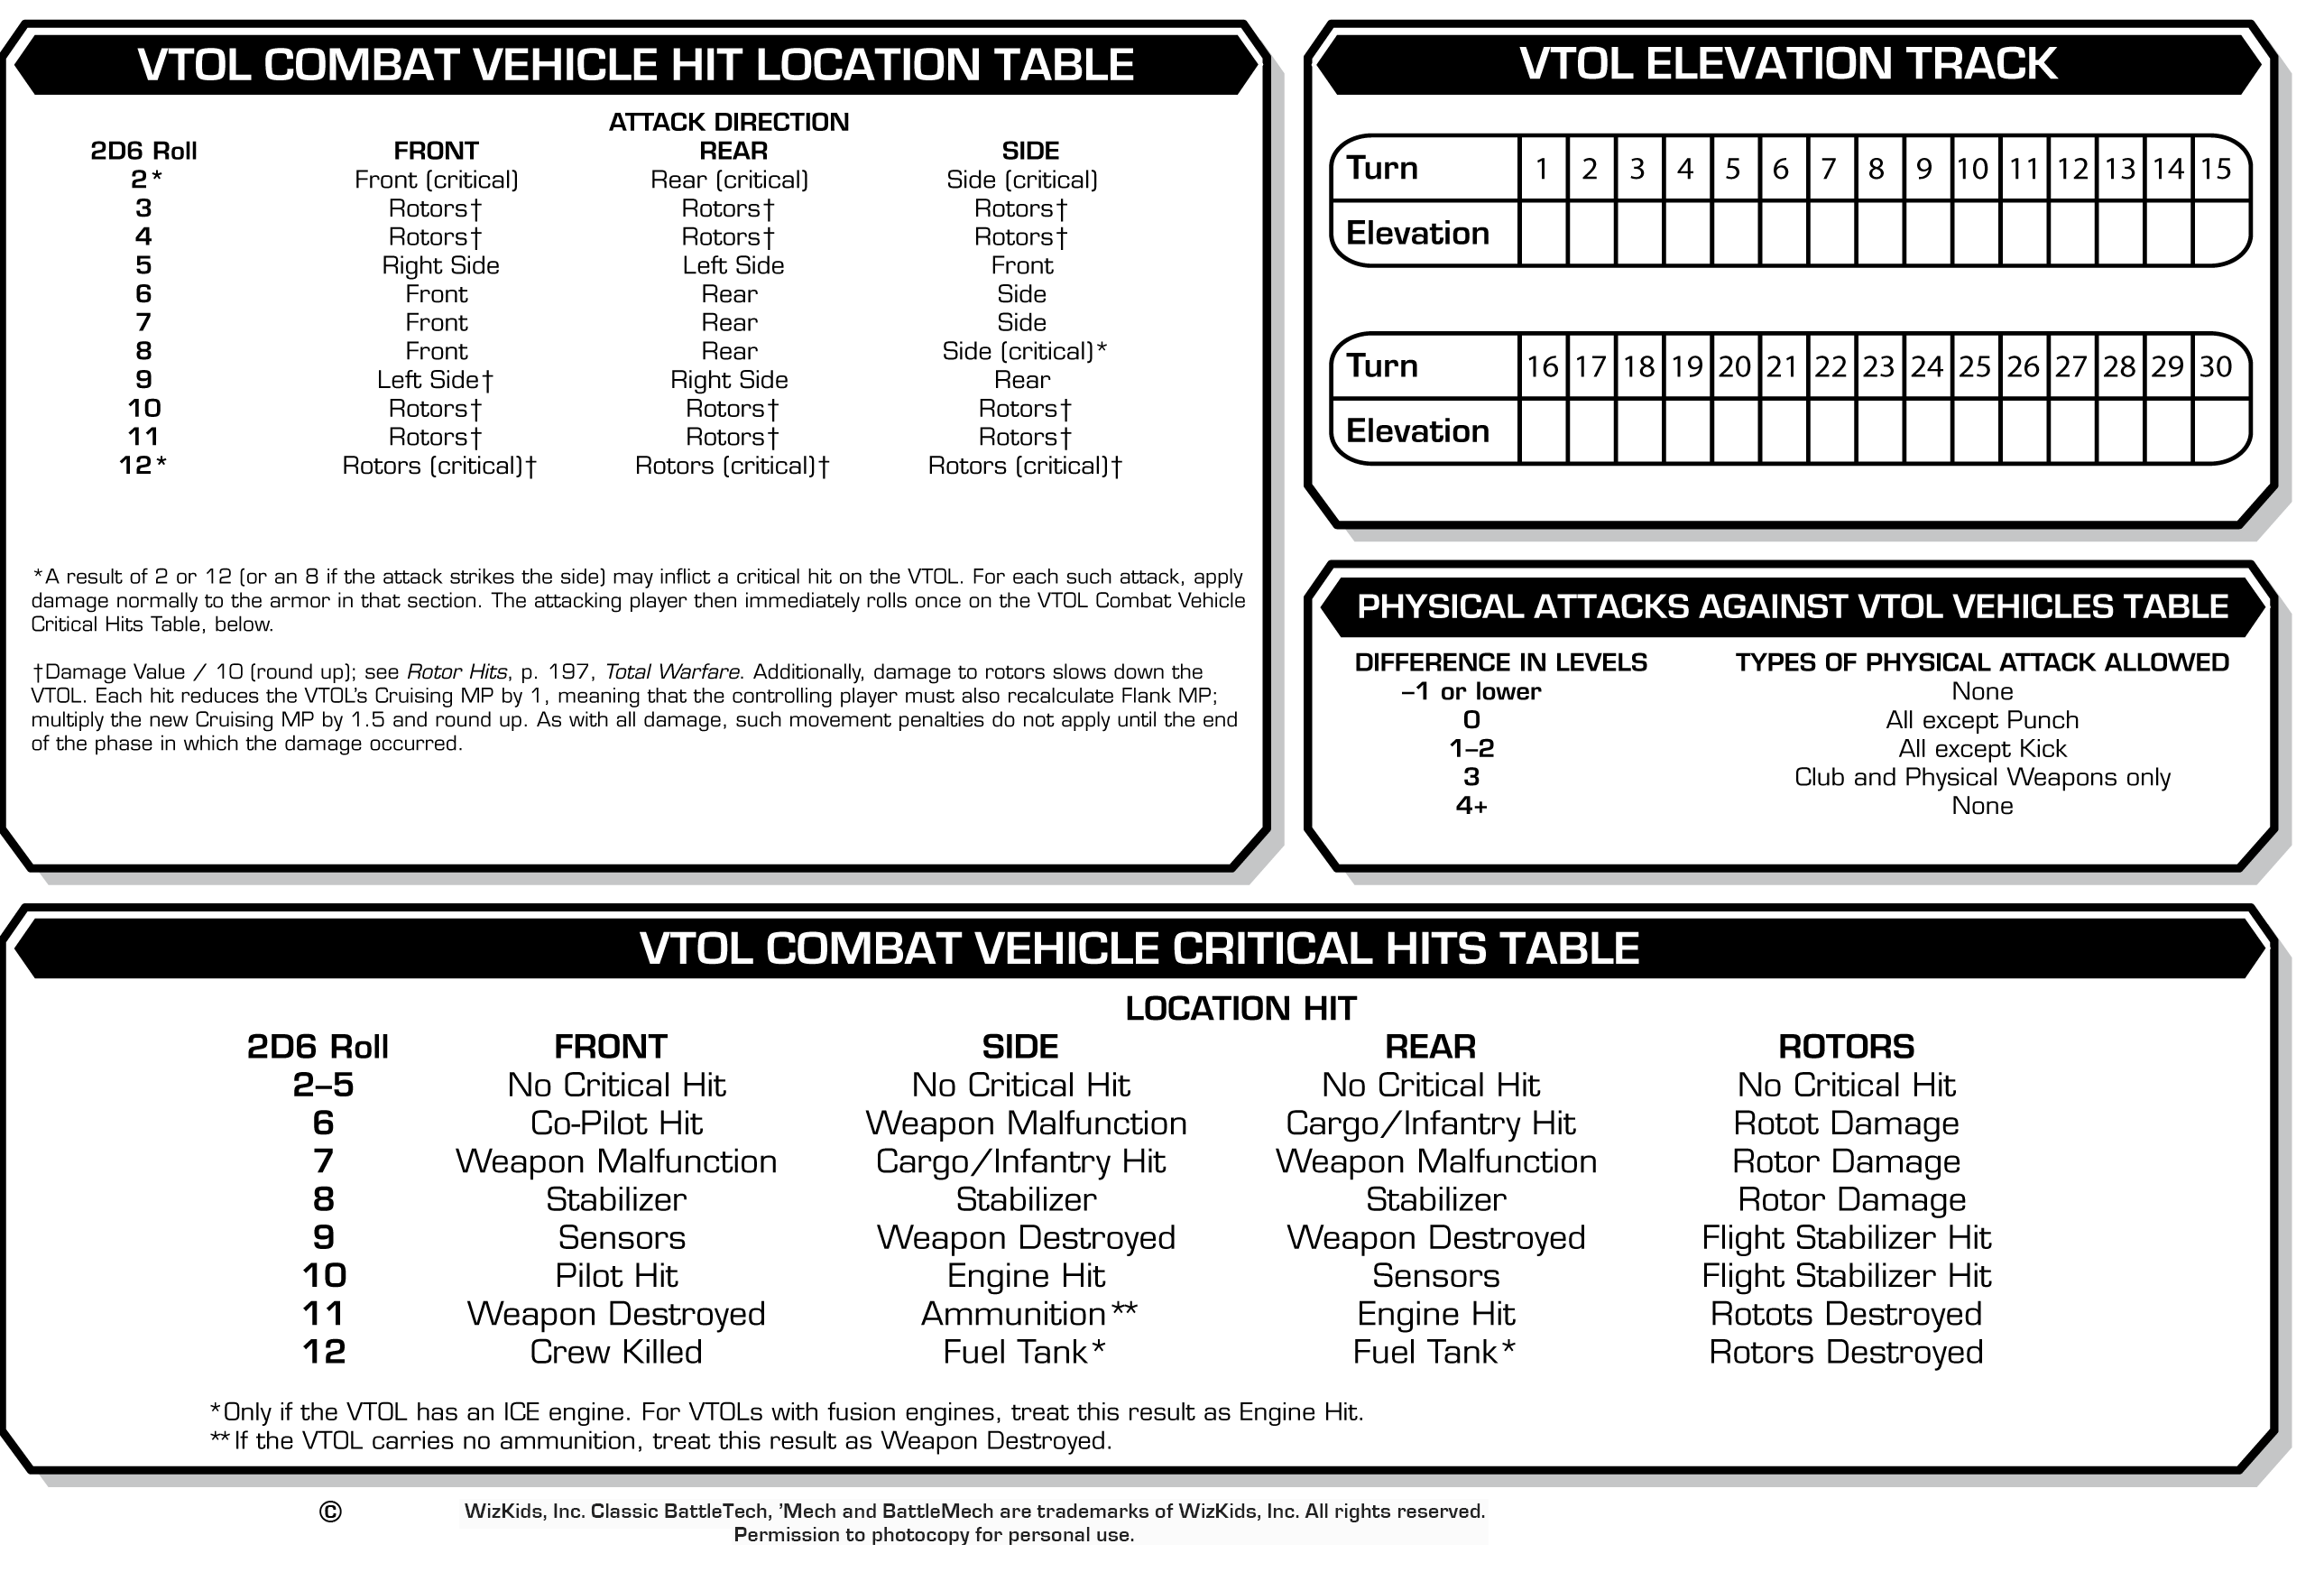 VTOL COMBAT VEHICLE HIT LOCATION TABLE
ATTACK DIRECTION
2D6 Roll FRONT REAR SIDE
2* Front (critical) Rear (critical) Side (critical)
3 Rotors† Rotors† Rotors†
4 Rotors† Rotors† Rotors†
5 Right Side Left Side Front
6 Front Rear Side
7 Front Rear Side
8 Front Rear Side (critical)*
9 Left Side† Right Side Rear
10 Rotors† Rotors† Rotors†
11 Rotors† Rotors† Rotors†
12* Rotors (critical)† Rotors (critical)† Rotors (critical)†
*A result of 2 or 12 (or an 8 if the attack strikes the side) may inflict a critical hit on the VTOL. For each such attack, apply
damage normally to the armor in that section. The attacking player then immediately rolls once on the VTOL Combat Vehicle
Critical Hits Table, below.
†Damage Value / 10 (round up); see Rotor Hits, p. 197, Total Warfare. Additionally, damage to rotors slows down the
VTOL. Each hit reduces the VTOL's Cruising MP by 1, meaning that the controlling player must also recalculate Flank MP;
multiply the new Cruising MP by 1.5 and round up. As with all damage, such movement penalties do not apply until the end
of the phase in which the damage occurred.
VTOL ELEVATION TRACK
Turn 1 2 3 4 5 6 7 8 9 10 11 12 13 14 15
Elevation
Turn 16 17 18 19 20 21 22 23 24 25 26 27 28 29 30
Elevation
PHYSICAL ATTACKS AGAINST VTOL VEHICLES TABLE
DIFFERENCE IN LEVELS TYPES OF PHYSICAL ATTACK ALLOWED
–1 or lower None
0 All except Punch
1–2 All except Kick
3 Club and Physical Weapons only
4+ None
VTOL COMBAT VEHICLE CRITICAL HITS TABLE
LOCATION HIT
2D6 Roll FRONT SIDE REAR ROTORS
2–5 No Critical Hit No Critical Hit No Critical Hit No Critical Hit
6 Co-Pilot Hit Weapon Malfunction Cargo/Infantry Hit Rotot Damage
7 Weapon Malfunction Cargo/Infantry Hit Weapon Malfunction Rotor Damage
8 Stabilizer Stabilizer Stabilizer Rotor Damage
9 Sensors Weapon Destroyed Weapon Destroyed Flight Stabilizer Hit
10 Pilot Hit Engine Hit Sensors Flight Stabilizer Hit
11 Weapon Destroyed Ammunition** Engine Hit Rotots Destroyed
12 Crew Killed Fuel Tank* Fuel Tank* Rotors Destroyed
*Only if the VTOL has an ICE engine. For VTOLs with fusion engines, treat this result as Engine Hit.
**If the VTOL carries no ammunition, treat this result as Weapon Destroyed.
© WizKids, Inc. Classic BattleTech, 'Mech and BattleMech are trademarks of WizKids, Inc. All rights reserved.
Permission to photocopy for personal use.